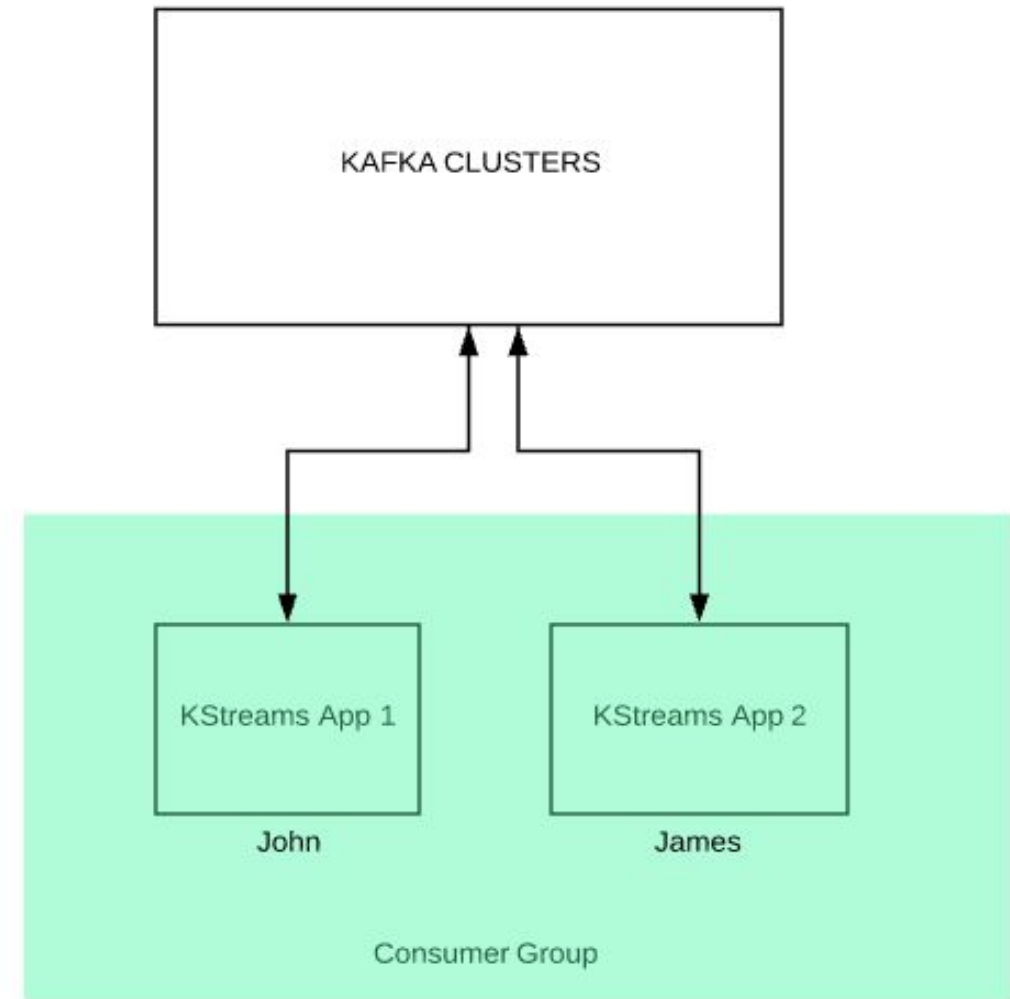 KAFKA CLUSTERS
KStreams App 1
KStreams App 2
John
James
Consumer Group